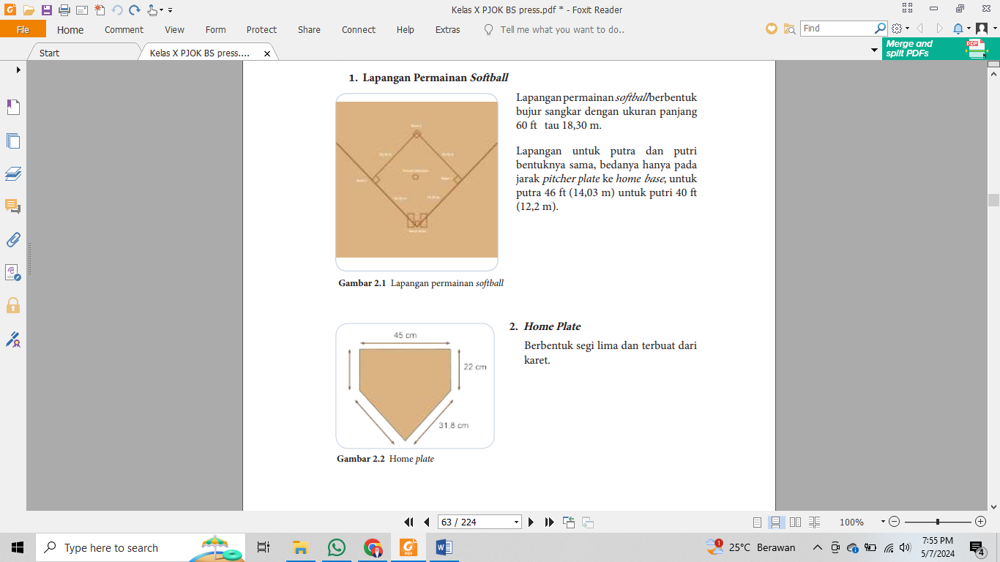 Kelas X PJOK BS press.pdf * - Foxit Reader
File Home Comment View Form Protect Share Connect Help Extras Tell me what you want to do.. Find
Start Kelas X PJOK BS press.... Merge and
split PDFs
PDF
1. Lapangan Permainan Softball
Lapangan permainan softball berbentuk
bujur sangkar dengan ukuran panjang
60 ft tau 18,30 m.
Lapangan untuk putra dan putri
bentuknya sama, bedanya hanya pada
jarak pitcher plate ke home base, untuk
putra 46 ft (14,03 m) untuk putri 40 ft
(12,2 m).
Gambar 2.1 Lapangan permainan softball
45 cm
22 cm
31.8 cm
Gambar 2.2 Home plate
2. Home Plate
Berbentuk segi lima dan terbuat dari
karet.
63 / 224
100%
Type here to search
25°C Berawan
7:55 PM
5/7/2024
4
1